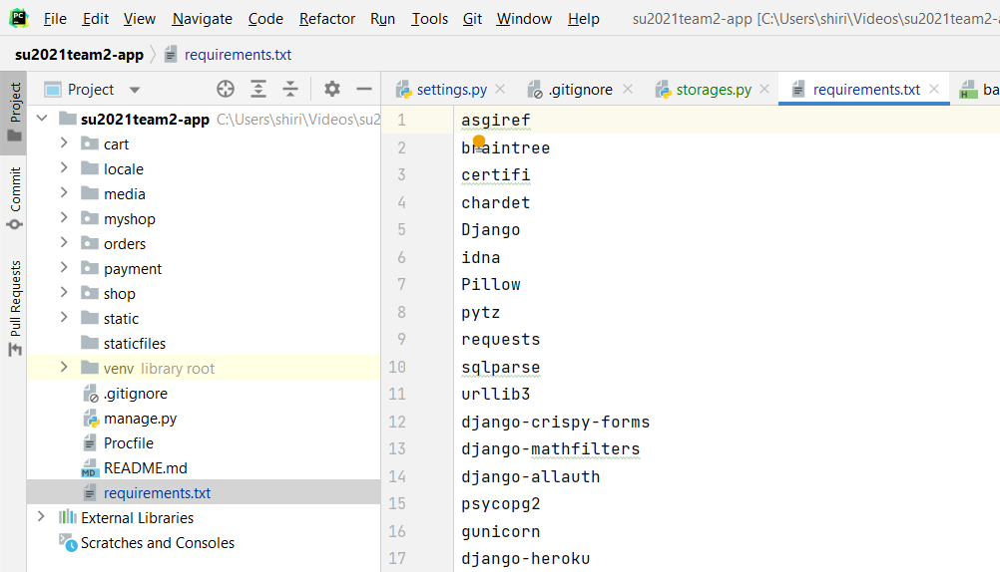 PC File Edit View Navigate Code Refactor Run Tools Git Window Help su2021team2-app [C:\Users\shiri\Videos\su2021team2-
su2021team2-app requirements.txt
Project
Commit
Pull Requests
Project
settings.py .gitignore storages.py requirements.txt H ba
su2021team2-app C:\Users\shiri\Videos\su2
cart
locale
media
myshop
orders
payment
shop
static
staticfiles
venv library root
.gitignore
manage.py
Procfile
MD README.md
requirements.txt
External Libraries
Scratches and Consoles
1 asgiref
2 braintree
3 certifi
4 chardet
5 Django
6 idna
7 Pillow
8 pytz
9 requests
10 sqlparse
11 urllib3
12 django-crispy-forms
13 django-mathfilters
14 django-allauth
15 psycopg2
16 gunicorn
17 django-heroku